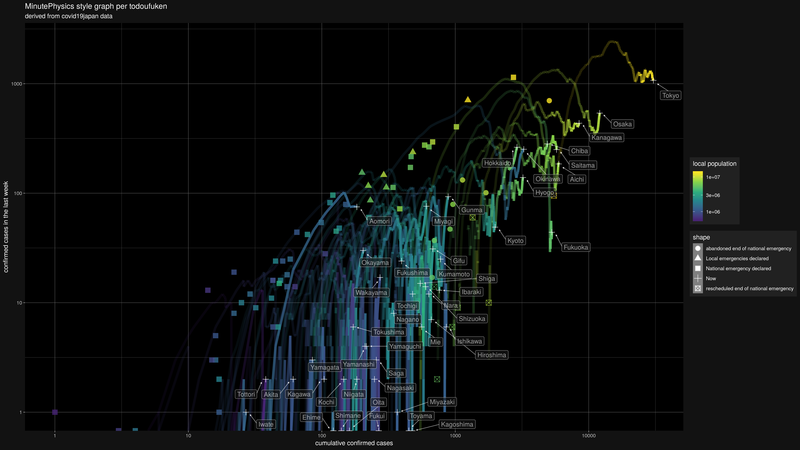 MinutePhysics style graph per todoufuken
derived from covid19japan data
confirmed cases in the last week
1000
100
10
1
1
10
100
1000
10000
cumulative confirmed cases
Tokyo
Osaka
Kanagawa
Chiba
Saitama
Hokkaido
Okinawa
Aichi
Hyogo
Gunma
Miyagi
Aomori
Kyoto
Fukuoka
Okayama
Gifu
Fukushima
Kumamoto
Shiga
Wakayama
Ibaraki
Tochigi
Nara
Nagano
Shizuoka
Tokushima
Mie
Ishikawa
Yamaguchi
Hiroshima
Yamagata
Yamanashi
Saga
Nagasaki
Tottori
Akita
Kagawa
Kochi
Niigata
Oita
Miyazaki
Ehime
Shimane
Fukui
Toyama
Iwate
Kagoshima
local population
1e+07
3e+06
1e+06
shape
abandoned end of national emergency
Local emergencies declared
National emergency declared
Now
rescheduled end of national emergency